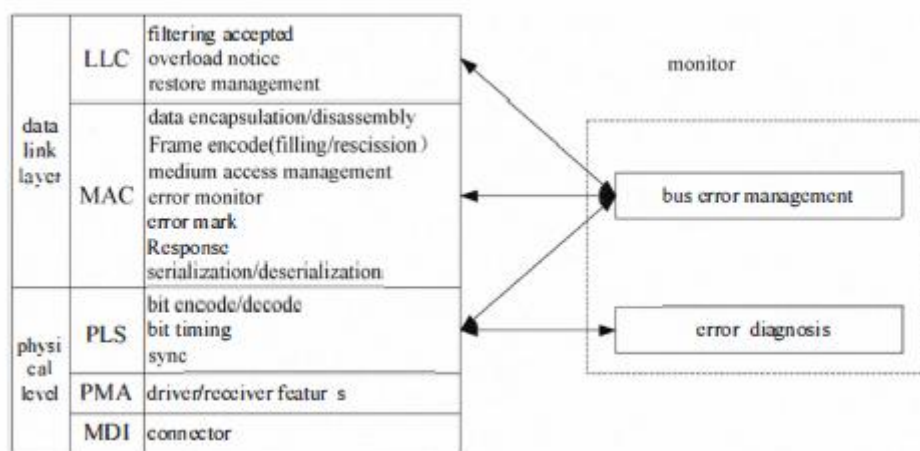 data
link
layer
LLC
filtering accepted
overload notice
restore management
MAC
data encapsulation/disassembly
Frame encode(filling/rescission）
medium access management
error monitor
error mark
Response
serialization/deserialization
physi
cal
level
PLS
bit encode/decode
bit timing
sync
PMA
driver/receiver featur s
MDI
connector
monitor
bus error management
error diagnosis